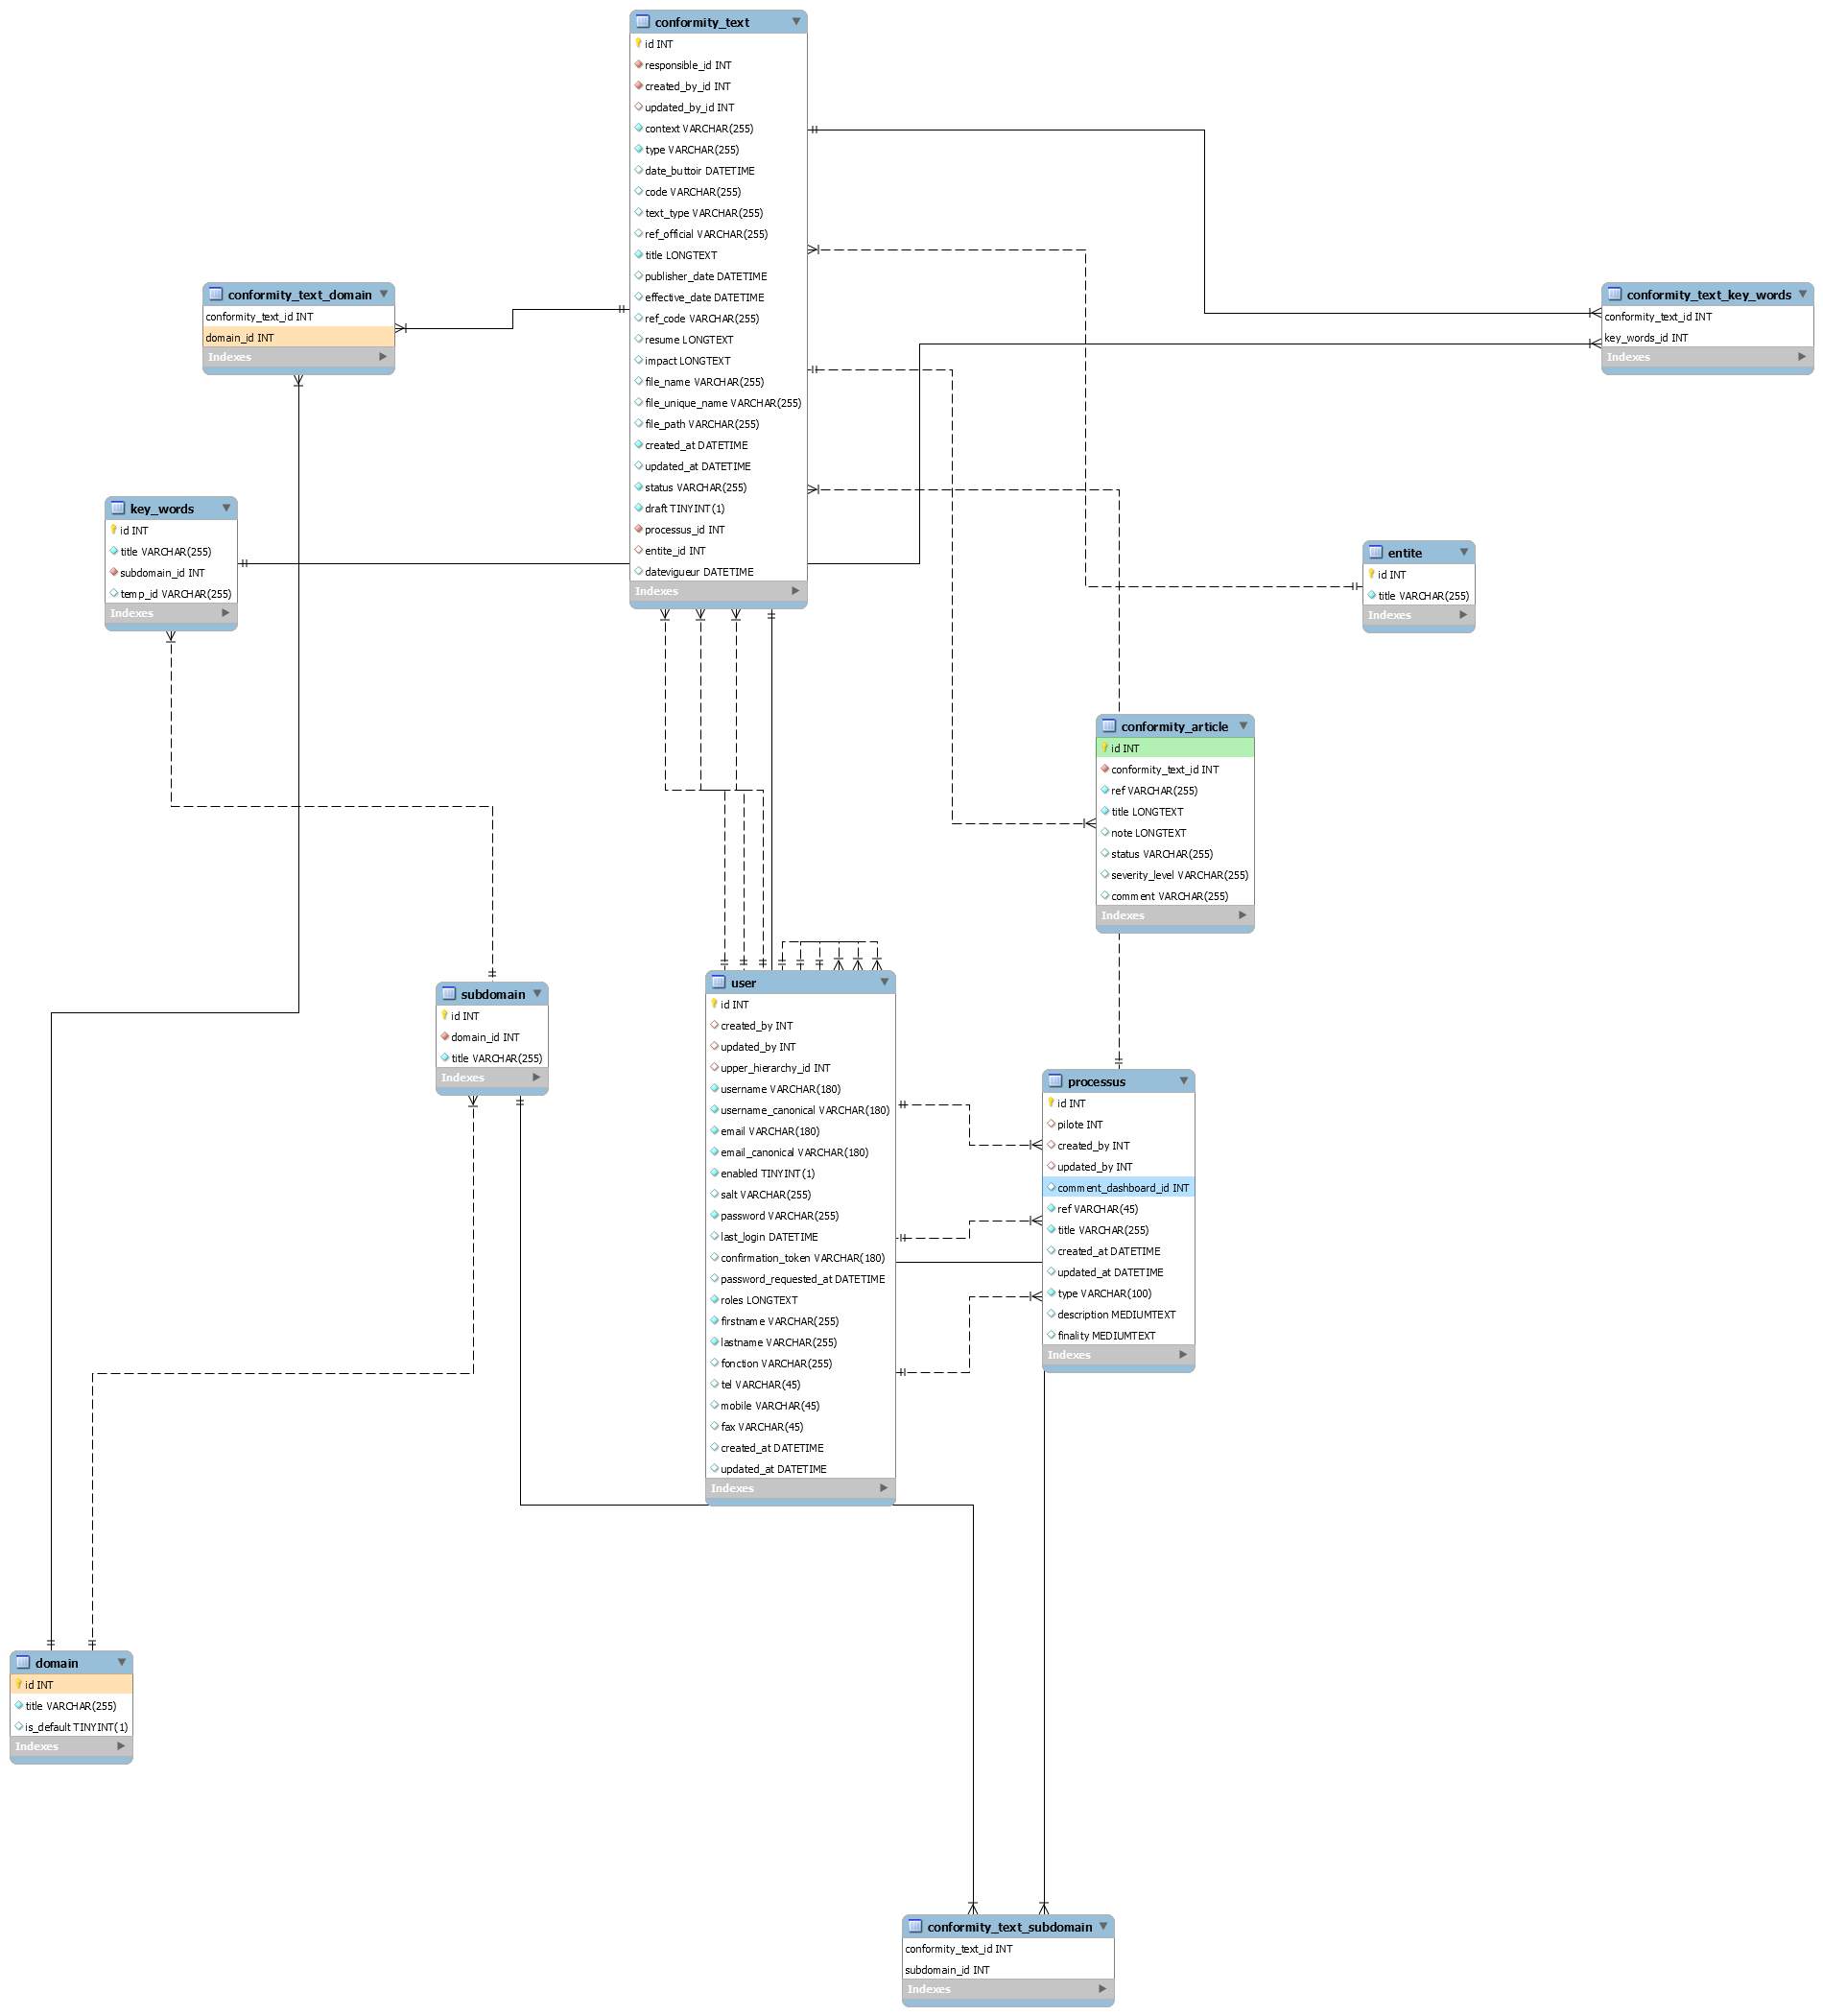 conformity_text
id INT
responsible_id INT
created_by_id INT
updated_by_id INT
context VARCHAR(255)
type VARCHAR(255)
date_buttoir DATETIME
code VARCHAR(255)
text_type VARCHAR(255)
ref_official VARCHAR(255)
title LONGTEXT
publisher_date DATETIME
effective_date DATETIME
ref_code VARCHAR(255)
resume LONGTEXT
impact LONGTEXT
file_name VARCHAR(255)
file_unique_name VARCHAR(255)
file_path VARCHAR(255)
created_at DATETIME
updated_at DATETIME
status VARCHAR(255)
draft TINYINT(1)
processus_id INT
entite_id INT
datevigueur DATETIME
Indexes
conformity_text_domain
conformity_text_id INT
domain_id INT
Indexes
conformity_text_key_words
conformity_text_id INT
key_words_id INT
Indexes
key_words
id INT
title VARCHAR(255)
subdomain_id INT
temp_id VARCHAR(255)
Indexes
entite
id INT
title VARCHAR(255)
Indexes
conformity_article
id INT
conformity_text_id INT
ref VARCHAR(255)
title LONGTEXT
note LONGTEXT
status VARCHAR(255)
severity_level VARCHAR(255)
comment VARCHAR(255)
Indexes
subdomain
id INT
domain_id INT
title VARCHAR(255)
Indexes
user
id INT
created_by INT
updated_by INT
upper_hierarchy_id INT
username VARCHAR(180)
username_canonical VARCHAR(180)
email VARCHAR(180)
email_canonical VARCHAR(180)
enabled TINYINT(1)
salt VARCHAR(255)
password VARCHAR(255)
last_login DATETIME
confirmation_token VARCHAR(180)
password_requested_at DATETIME
roles LONGTEXT
firstname VARCHAR(255)
lastname VARCHAR(255)
fonction VARCHAR(255)
tel VARCHAR(45)
mobile VARCHAR(45)
fax VARCHAR(45)
created_at DATETIME
updated_at DATETIME
Indexes
processus
id INT
pilote INT
created_by INT
updated_by INT
comment_dashboard_id INT
ref VARCHAR(45)
title VARCHAR(255)
created_at DATETIME
updated_at DATETIME
type VARCHAR(100)
description MEDIUMTEXT
finality MEDIUMTEXT
Indexes
domain
id INT
title VARCHAR(255)
is_default TINYINT(1)
Indexes
conformity_text_subdomain
conformity_text_id INT
subdomain_id INT
Indexes